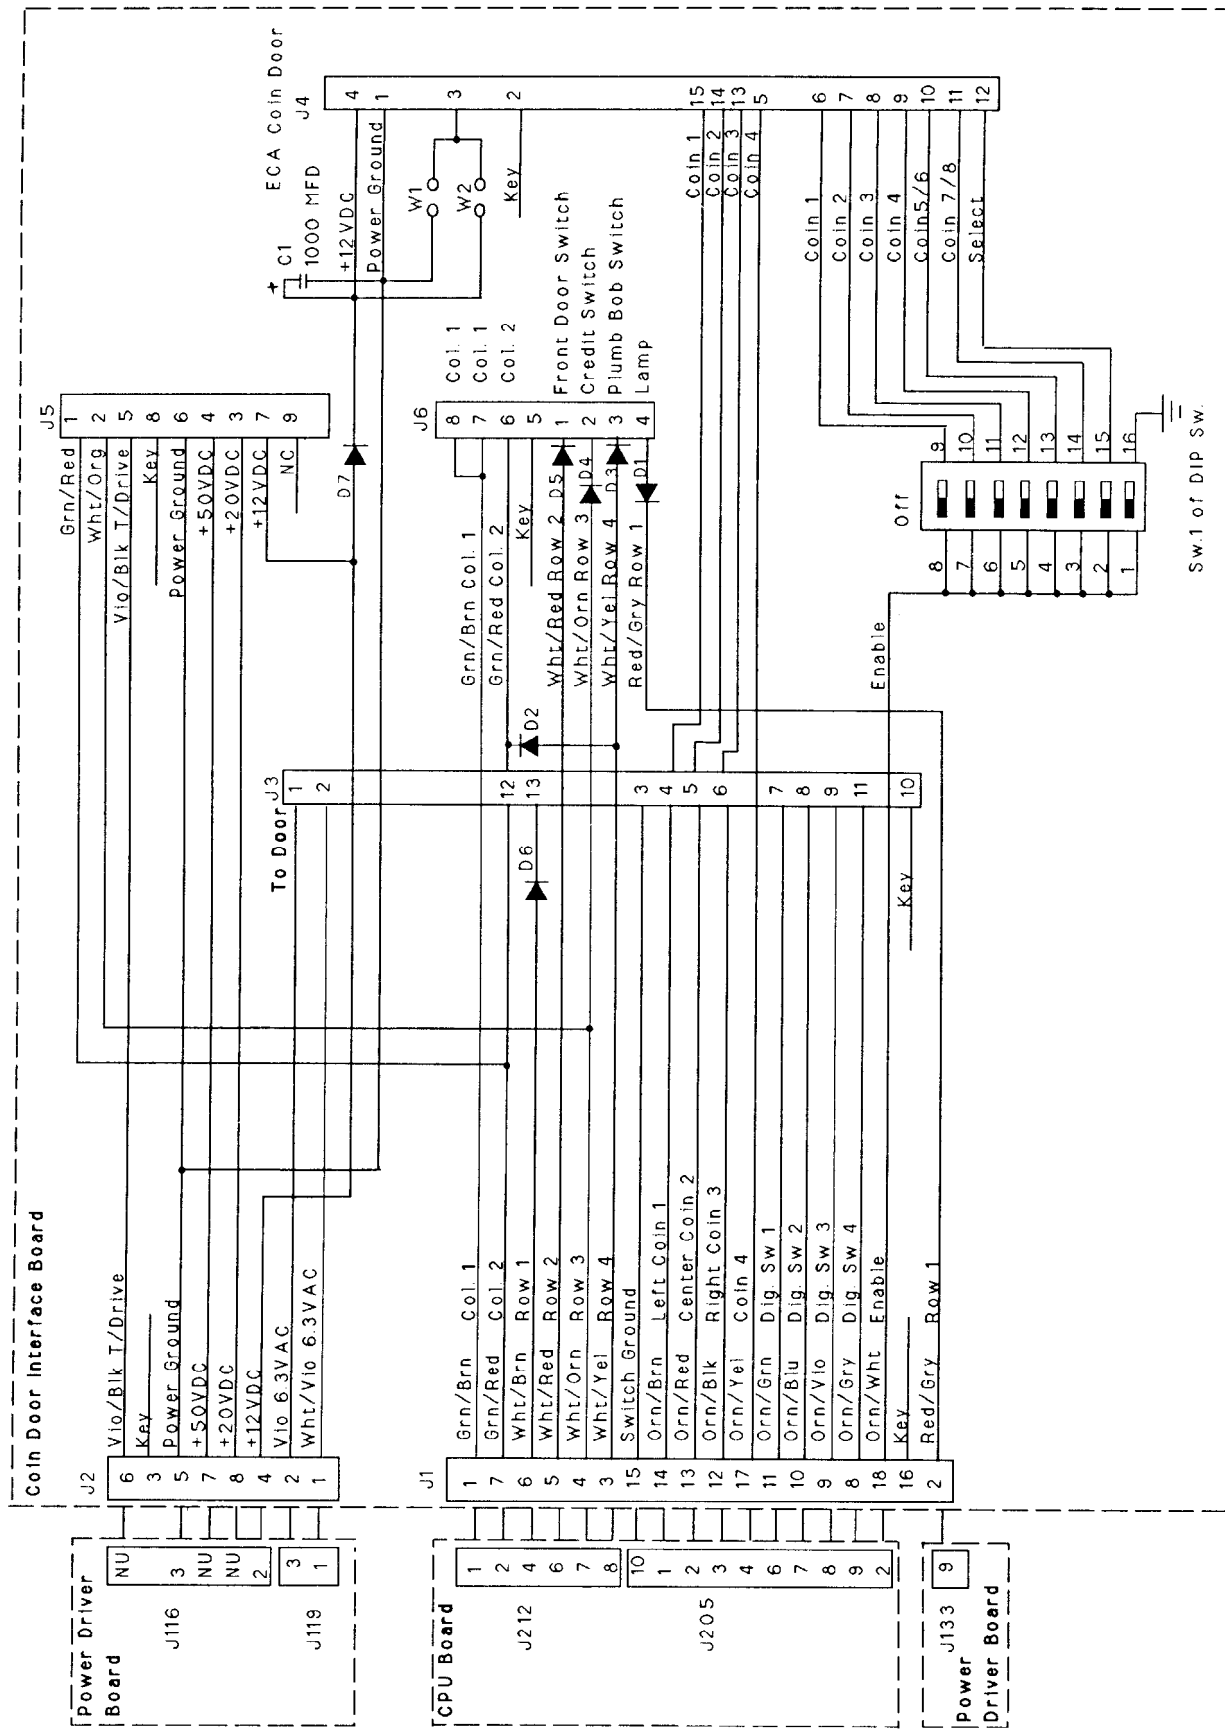 Coin Door Interface Board
Power Driver
Board
J116
J119
NU
3
NU
NU
2
3
1
J2
6
3
5
7
8
4
2
1
Vio/Blk T/Drive
Key
Power Ground
+50VDC
+20VDC
+12VDC
Vio 6.3VAC
Wht/Vio 6.3VAC
CPU Board
J212
1
2
4
6
7
8
J205
10
1
2
3
4
6
7
8
9
2
J133
9
Power
Driver Board
J1
1
7
6
5
4
3
15
14
13
12
17
11
10
9
8
18
16
2
Grn/Brn Col. 1
Grn/Red Col. 2
Wht/Brn Row 1
Wht/Red Row 2
Wht/Orn Row 3
Wht/Yel Row 4
Switch Ground
Orn/Brn Left Coin 1
Orn/Red Center Coin 2
Orn/Blk Right Coin 3
Orn/Yel Coin 4
Orn/Grn Dig. Sw 1
Orn/Blu Dig. Sw 2
Orn/Vio Dig. Sw 3
Orn/Gry Dig. Sw 4
Orn/Wht Enable
Key
Red/Gry Row 1
To Door
J3
1
2
12
13
3
4
5
6
7
8
9
11
10
Key
D6
D2
Grn/Red
Wht/Org
Vio/Blk T/Drive
Key
Power Ground
+50VDC
+20VDC
+12VDC
NC
J5
1
2
5
8
6
4
3
7
9
D7
Grn/Brn Col. 1
Grn/Red Col. 2
Key
Wht/Red Row 2 D5
Wht/Orn Row 3 D4
Wht/Yel Row 4 D3
Red/Gry Row 1 D1
J6
8
7
6
5
1
2
3
4
Col. 1
Col. 1
Col. 2
Front Door Switch
Credit Switch
Plumb Bob Switch
Lamp
ECA Coin Door
+
C1
1000 MFD
+12VDC
Power Ground
W1
W2
Key
J4
4
1
3
2
15
14
13
5
6
7
8
9
10
11
12
Coin 1
Coin 2
Coin 3
Coin 4
Coin 1
Coin 2
Coin 3
Coin 4
Coin5/6
Coin 7/8
Select
Enable
Off
8
7
6
5
4
3
2
1
9
10
11
12
13
14
15
16
Sw.1 of DIP Sw.